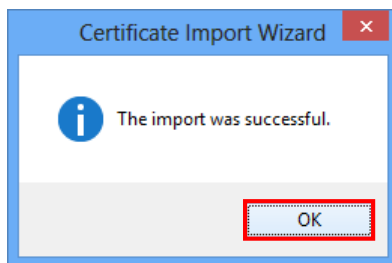 Certificate Import Wizard
The import was successful.
OK